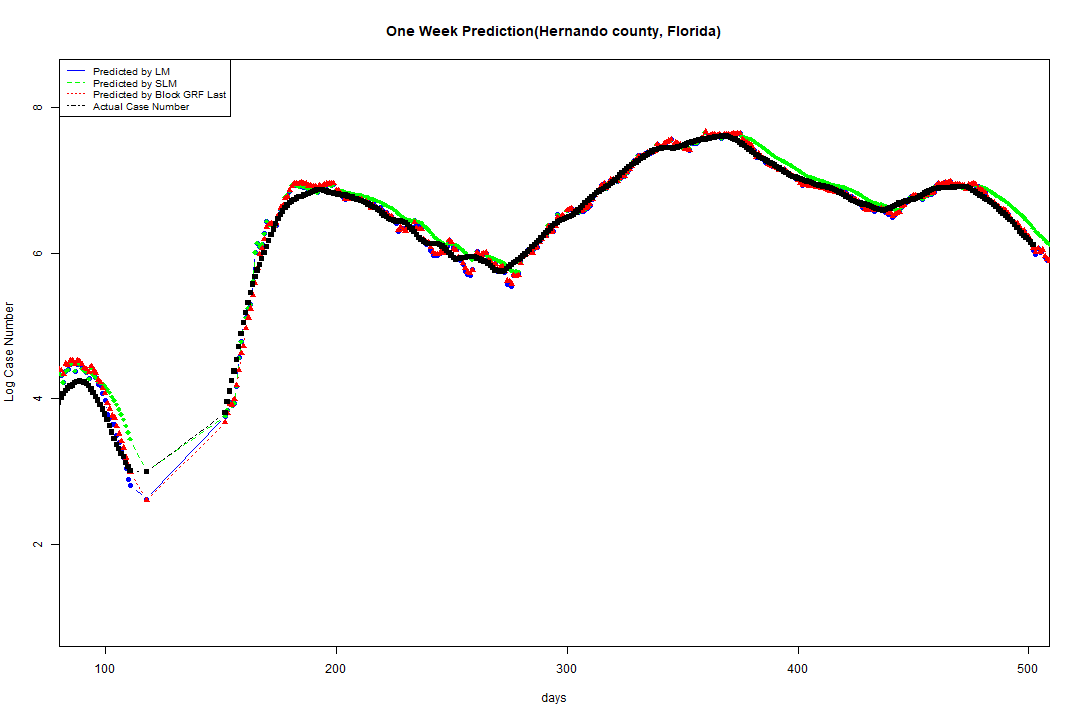 One Week Prediction(Hernando county, Florida)
Predicted by LM
Predicted by SLM
Predicted by Block GRF Last
Actual Case Number
8
6
4
2
Log Case Number
100 200 300 400 500
days